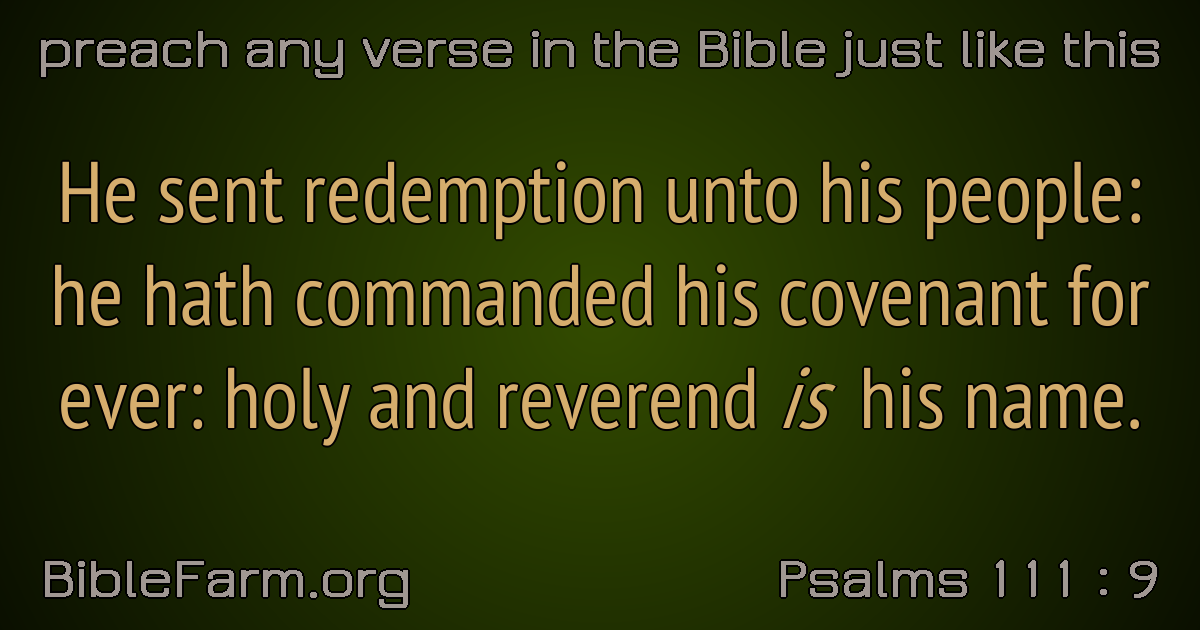 preach any verse in the Bible just like this
He sent redemption unto his people:
he hath commanded his covenant for
ever: holy and reverend is his name.
BibleFarm.org
Psalms 111 : 9